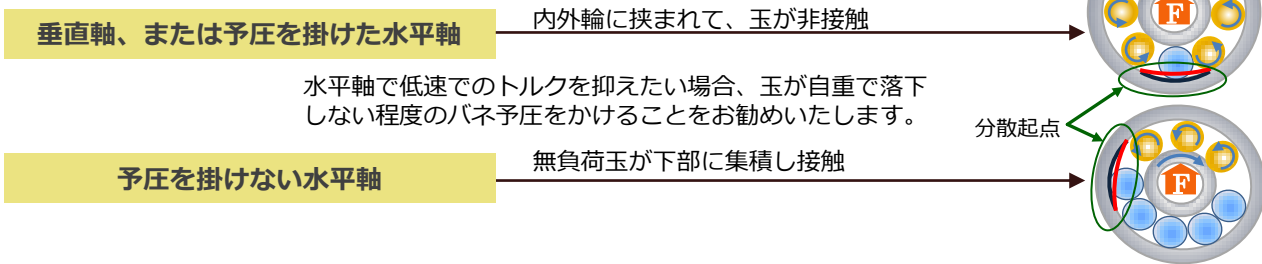 内外輪に挟まれて、玉が非接触
F
垂直軸、または予圧を掛けた水平軸
水平軸で低速でのトルクを抑えたい場合、玉が自重で落下
しない程度のバネ予圧をかけることをお勧めいたします。
分散起点
無負荷玉が下部に集積し接触
予圧を掛けない水平軸
F